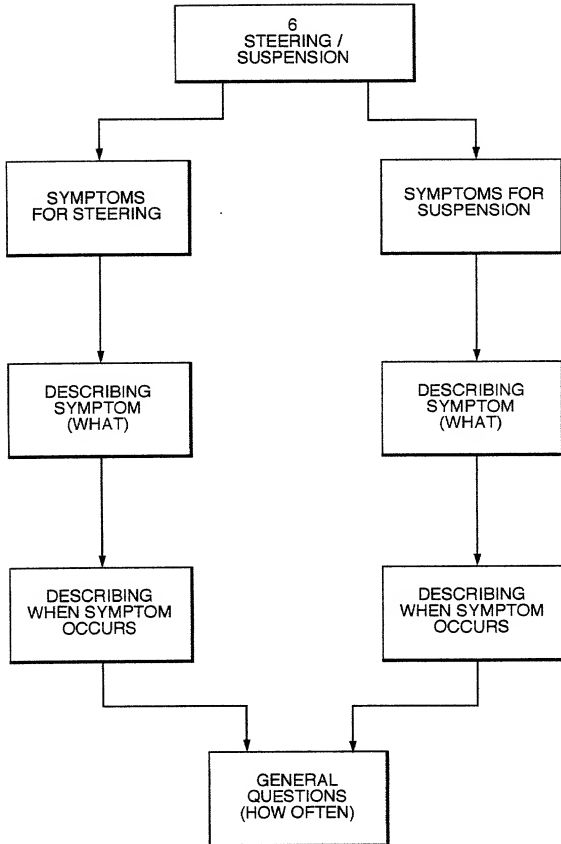 6
STEERING /
SUSPENSION
SYMPTOMS
FOR STEERING
SYMPTOMS FOR
SUSPENSION
DESCRIBING
SYMPTOM
(WHAT)
DESCRIBING
SYMPTOM
(WHAT)
DESCRIBING
WHEN SYMPTOM
OCCURS
DESCRIBING
WHEN SYMPTOM
OCCURS
GENERAL
QUESTIONS
(HOW OFTEN)